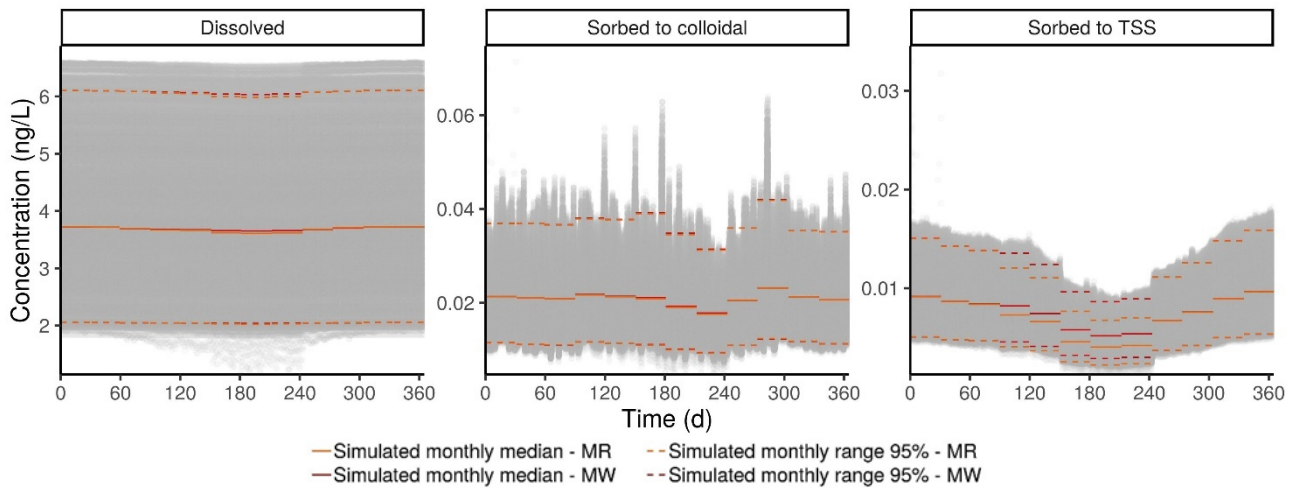 Dissolved
Sorbed to colloidal
Sorbed to TSS
Concentration (ng/L)
6
5
4
3
2
0.06
0.04
0.02
0.03
0.02
0.01
0 60 120 180 240 300 360
0 60 120 180 240 300 360
0 60 120 180 240 300 360
Time (d)
Simulated monthly median - MR
Simulated monthly range 95% - MR
Simulated monthly median - MW
Simulated monthly range 95% - MW